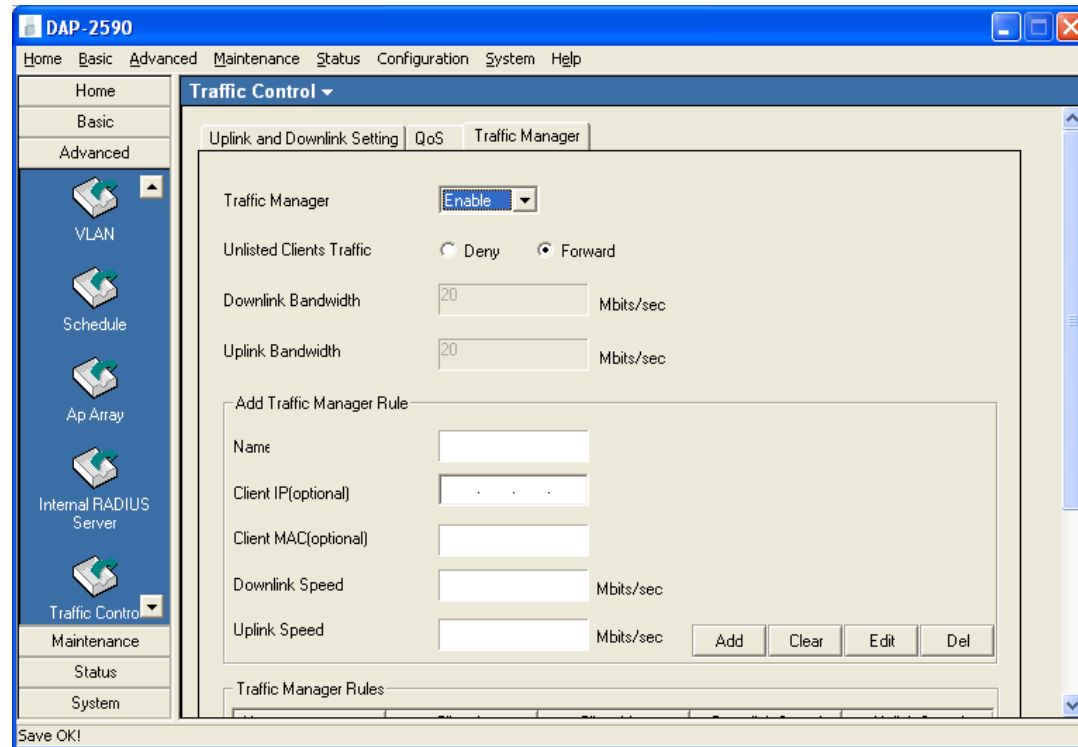 DAP-2590
Home Basic Advanced Maintenance Status Configuration System Help
Home
Basic
Advanced
VLAN
Schedule
Ap Array
Internal RADIUS
Server
Traffic Contro
Maintenance
Status
System
Traffic Control
Uplink and Downlink Setting QoS Traffic Manager
Traffic Manager Enable
Unlisted Clients Traffic Deny Forward
Downlink Bandwidth 20 Mbits/sec
Uplink Bandwidth 20 Mbits/sec
Add Traffic Manager Rule
Name
Client IP(optional) . . .
Client MAC(optional)
Downlink Speed Mbits/sec
Uplink Speed Mbits/sec Add Clear Edit Del
Traffic Manager Rules
Save OK!